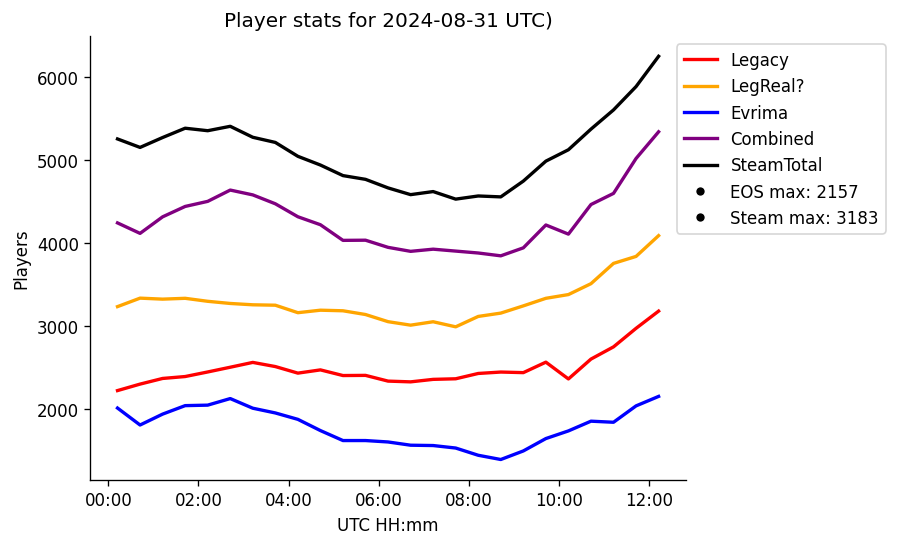 Player stats for 2024-08-31 UTC)
Legacy
LegReal?
Evrima
Combined
SteamTotal
EOS max: 2157
Steam max: 3183
Players
6000
5000
4000
3000
2000
00:00 02:00 04:00 06:00 08:00 10:00 12:00
UTC HH:mm